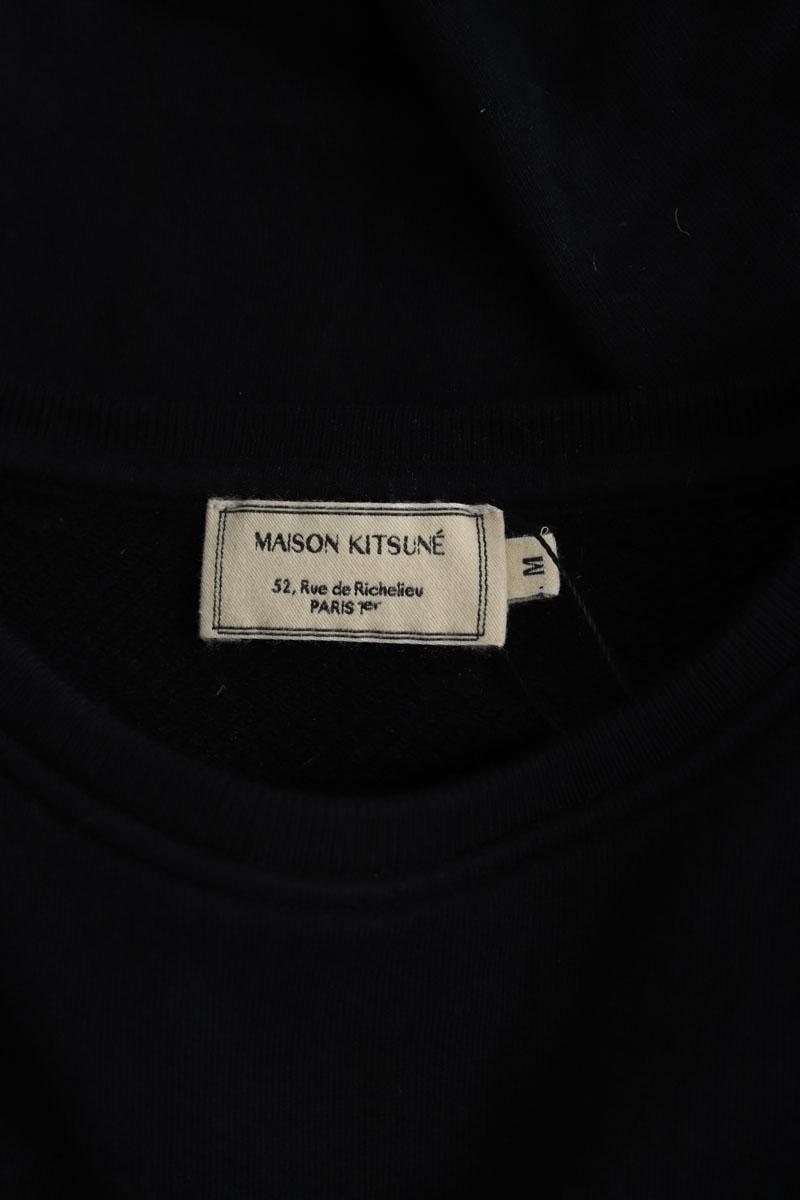 MAISON KITSUNÉ
52, Rue de Richelieu
PARIS 1er
M